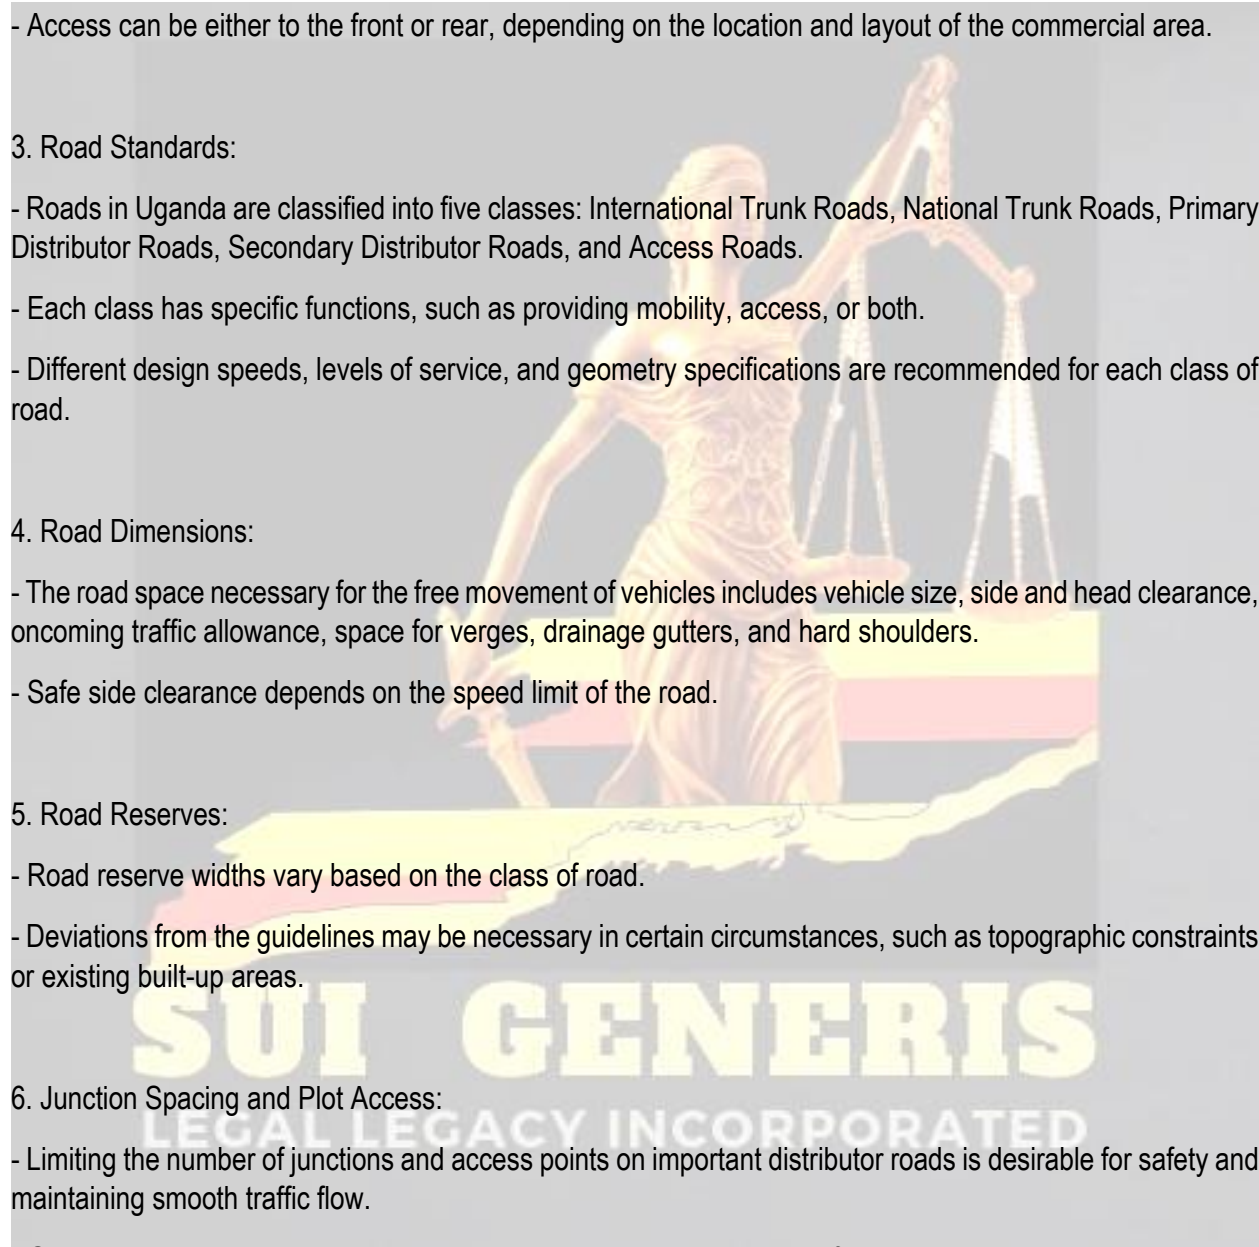 - Access can be either to the front or rear, depending on the location and layout of the commercial area.
3. Road Standards:
- Roads in Uganda are classified into five classes: International Trunk Roads, National Trunk Roads, Primary
Distributor Roads, Secondary Distributor Roads, and Access Roads.
- Each class has specific functions, such as providing mobility, access, or both.
- Different design speeds, levels of service, and geometry specifications are recommended for each class of
road.
4. Road Dimensions:
- The road space necessary for the free movement of vehicles includes vehicle size, side and head clearance,
oncoming traffic allowance, space for verges, drainage gutters, and hard shoulders.
- Safe side clearance depends on the speed limit of the road.
5. Road Reserves:
- Road reserve widths vary based on the class of road.
- Deviations from the guidelines may be necessary in certain circumstances, such as topographic constraints
or existing built-up areas.
SUI GENERIS
6. Junction Spacing and Plot Access:
LEGAL LEGACY INCORPORATED
- Limiting the number of junctions and access points on important distributor roads is desirable for safety and
maintaining smooth traffic flow.